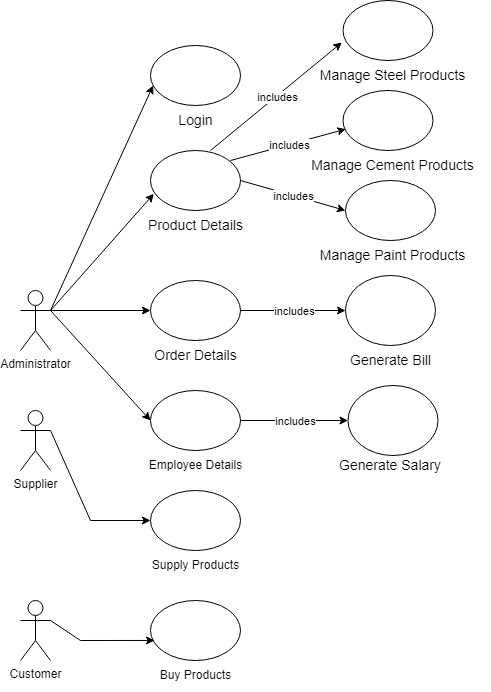 Manage Steel Products
includes
Login
includes
Manage Cement Products
includes
Product Details
Manage Paint Products
includes
Administrator
Order Details
Generate Bill
includes
Employee Details
Generate Salary
Supplier
Supply Products
Customer
Buy Products